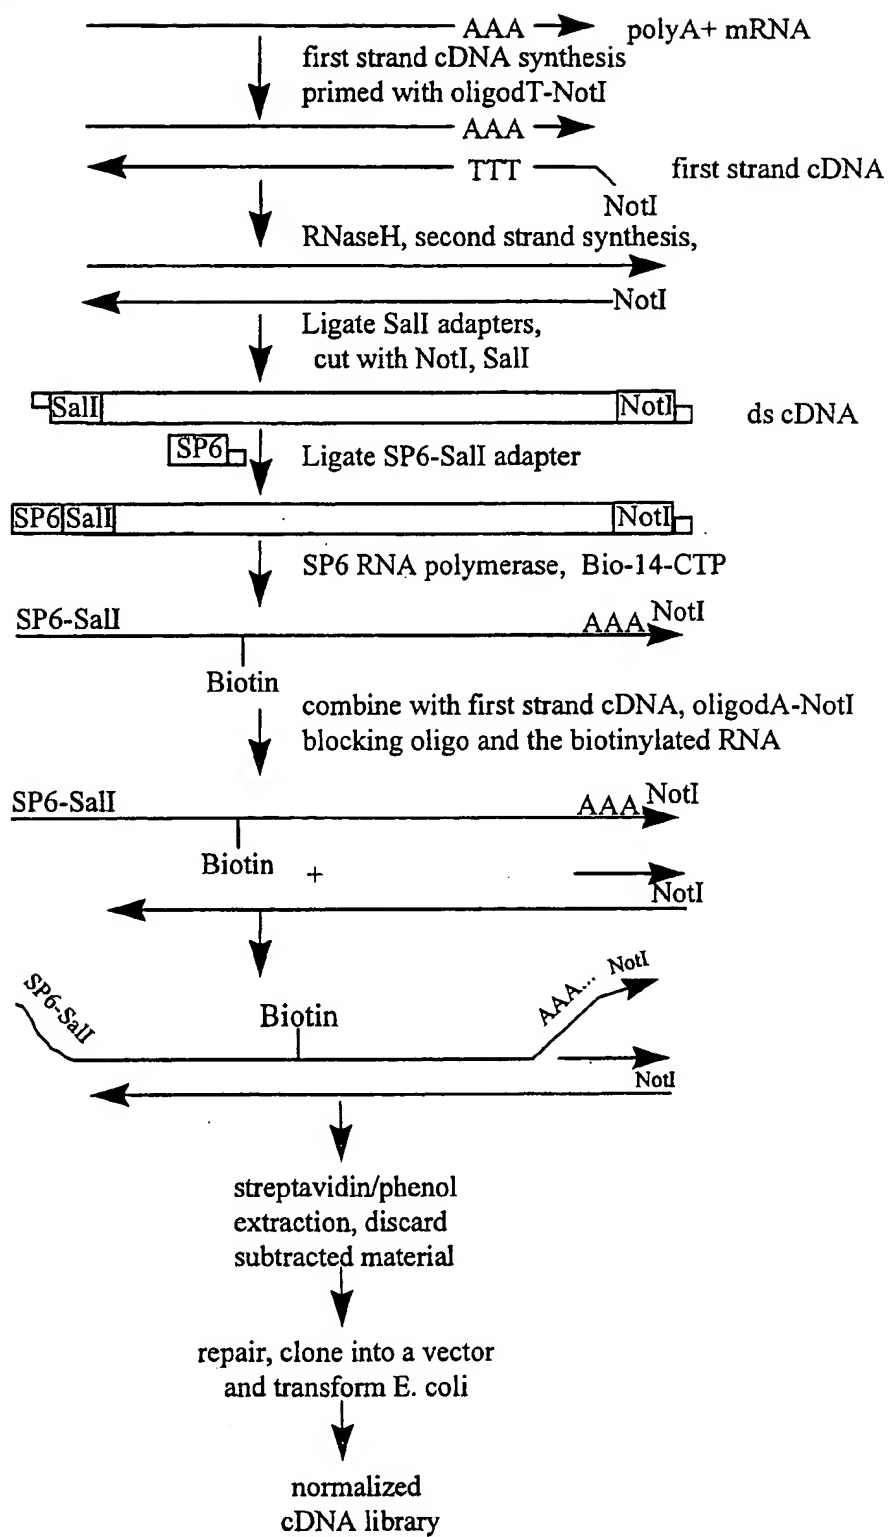 AAA polyA+ mRNA
first strand cDNA synthesis
primed with oligodT-NotI
AAA
TTT first strand cDNA
NotI
RNaseH, second strand synthesis,
NotI
Ligate SalI adapters,
cut with NotI, SalI
SalI NotI ds cDNA
SP6 Ligate SP6-SalI adapter
SP6 SalI NotI
SP6 RNA polymerase, Bio-14-CTP
SP6-SalI AAA NotI
Biotin
combine with first strand cDNA, oligodA-NotI
blocking oligo and the biotinylated RNA
SP6-SalI AAA NotI
Biotin +
NotI
SP6-SalI Biotin AAA... NotI
NotI
streptavidin/phenol
extraction, discard
subtracted material
repair, clone into a vector
and transform E. coli
normalized
cDNA library